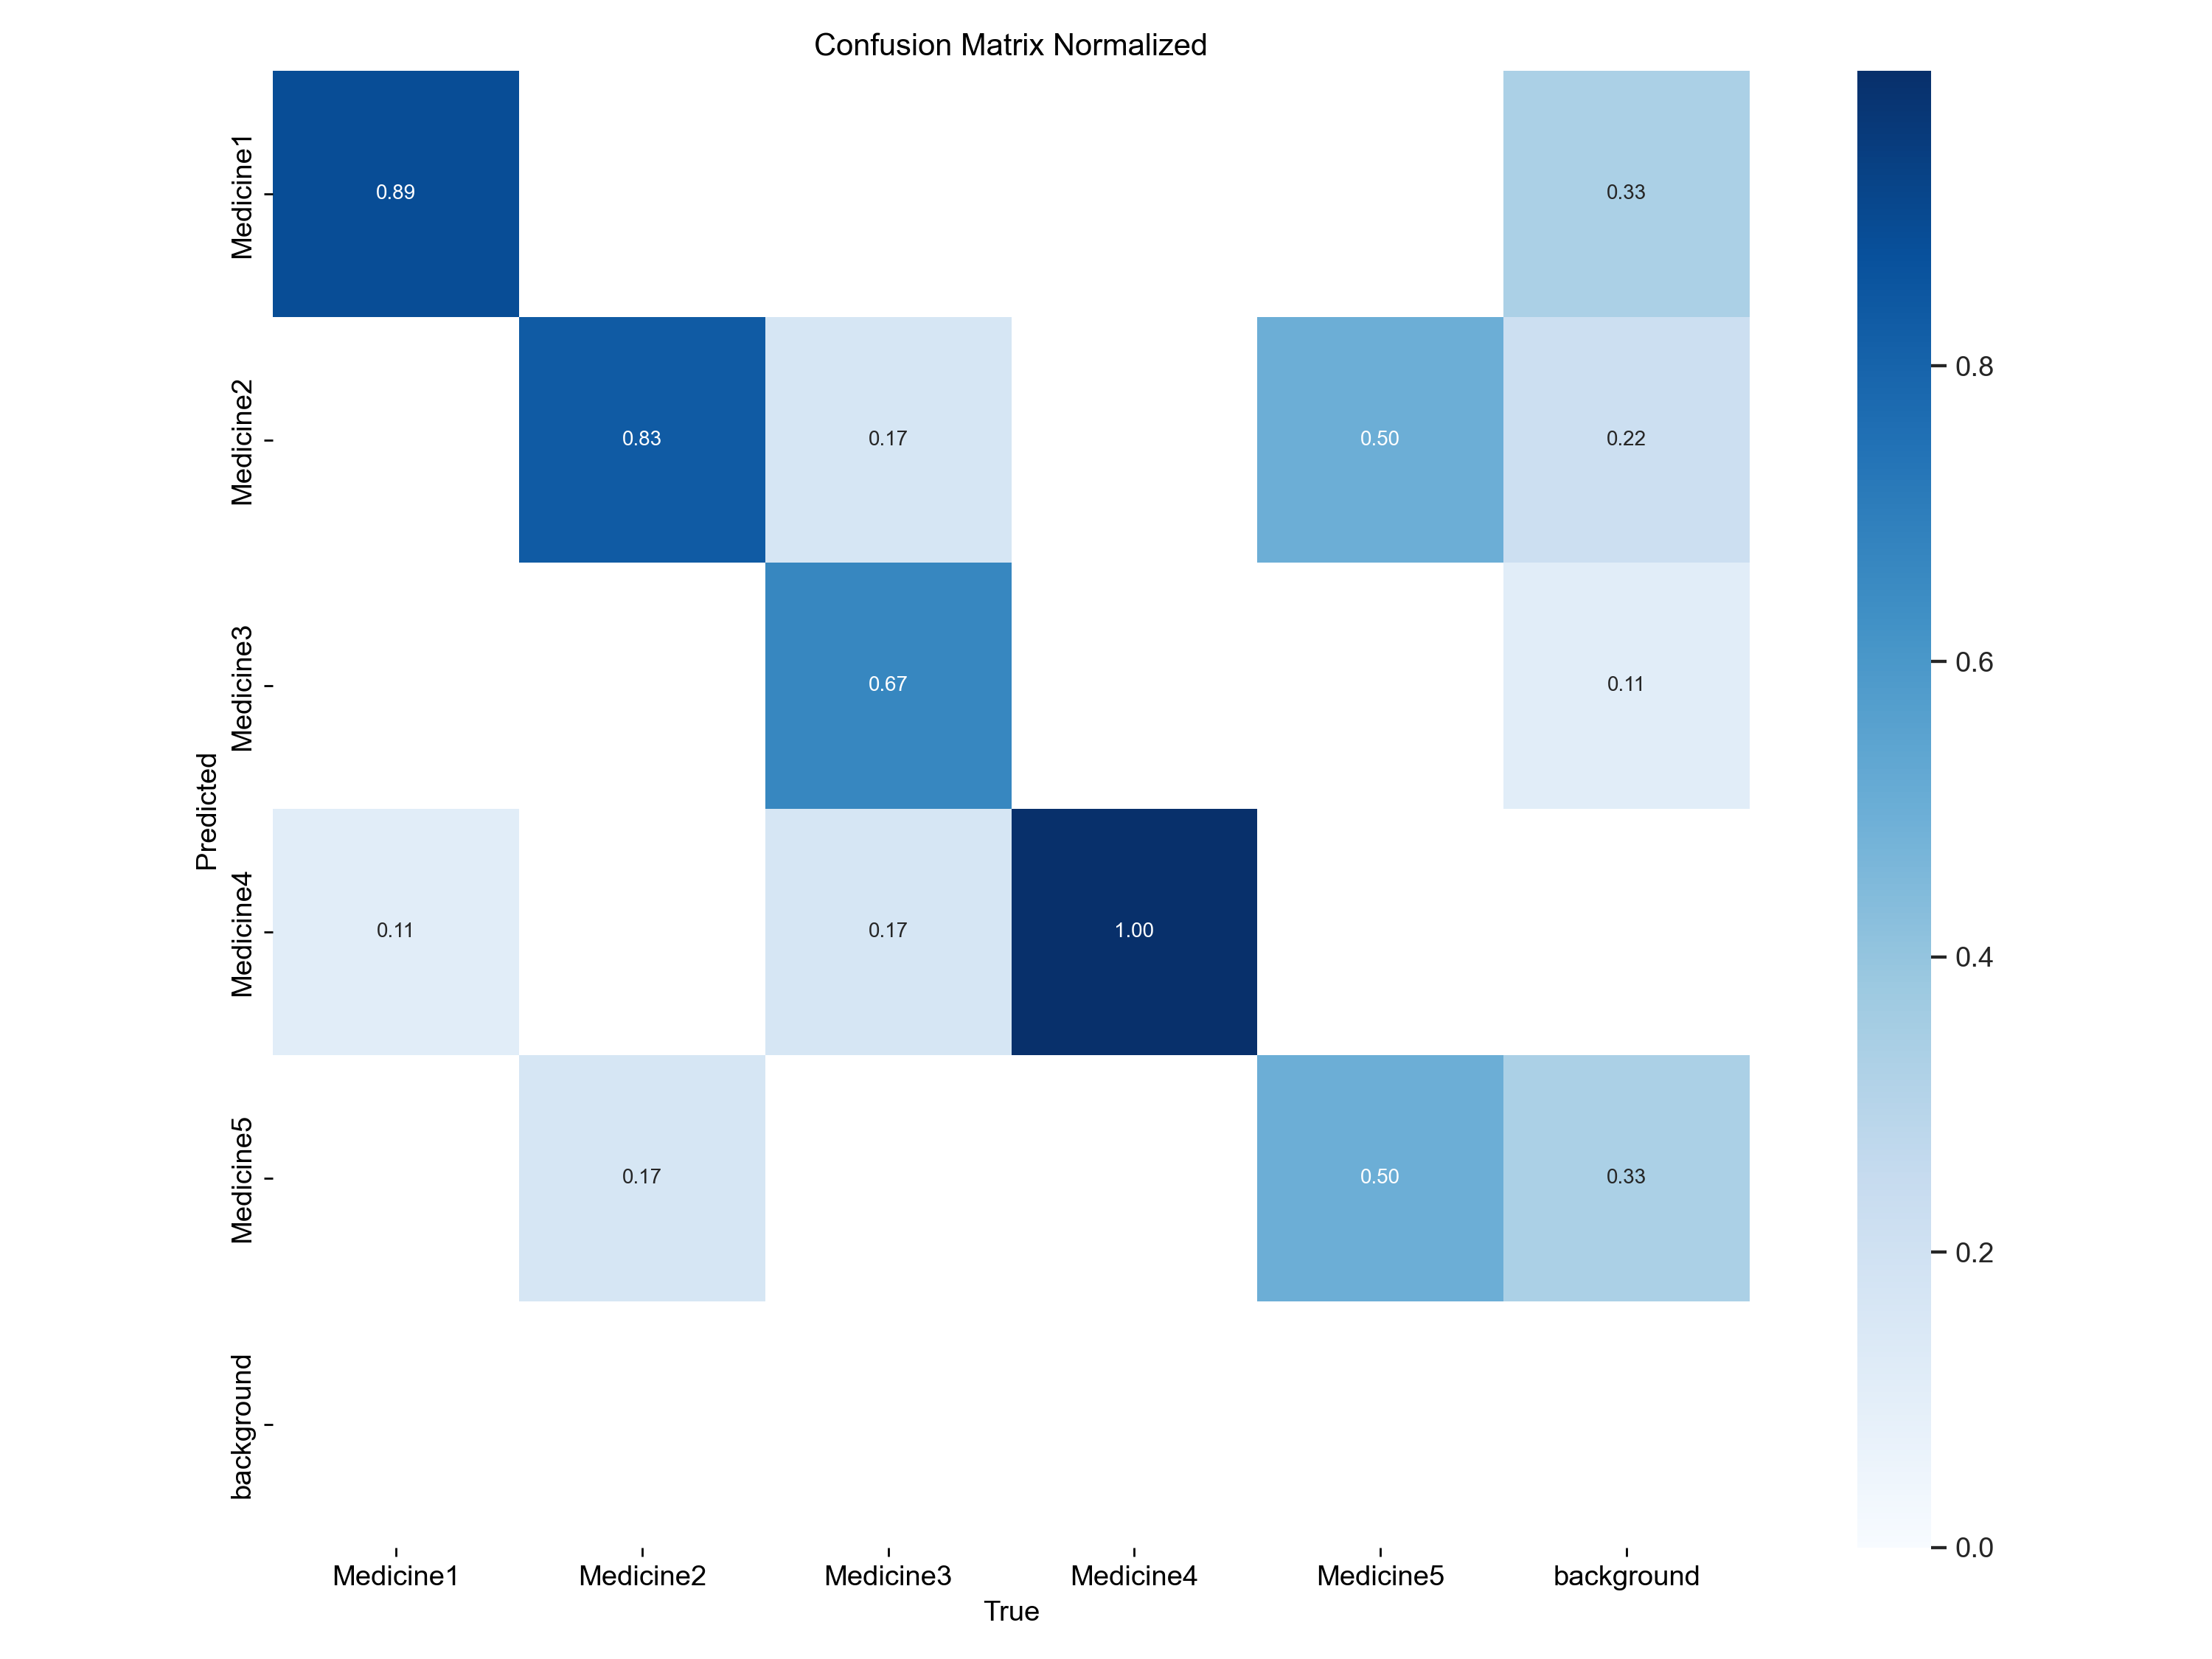 Confusion Matrix Normalized
Medicine1
0.89
0.33
Medicine2
0.83
0.17
0.50
0.22
0.8
Medicine3
0.67
0.11
0.6
Predicted
Medicine4
0.11
0.17
1.00
0.4
Medicine5
0.17
0.50
0.33
0.2
background
0.0
Medicine1
Medicine2
Medicine3
Medicine4
Medicine5
background
True